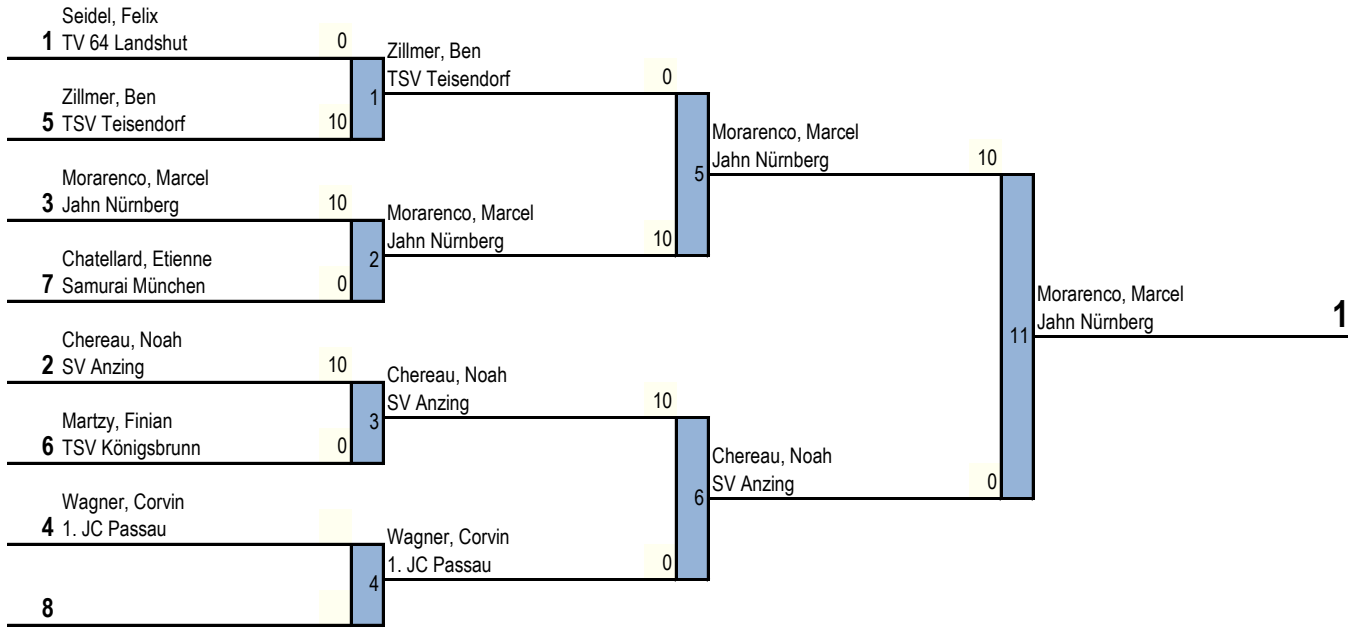 Seidel, Felix
1 TV 64 Landshut 0
Zillmer, Ben
TSV Teisendorf 0
1
Zillmer, Ben
5 TSV Teisendorf 10
Morarenco, Marcel
Jahn Nürnberg 10
5
Morarenco, Marcel
3 Jahn Nürnberg 10
Morarenco, Marcel
Jahn Nürnberg 10
2
Chatellard, Etienne
7 Samurai München 0
Morarenco, Marcel
Jahn Nürnberg 1
11
Chereau, Noah
2 SV Anzing 10
Chereau, Noah
SV Anzing 10
3
Martzy, Finian
6 TSV Königsbrunn 0
Chereau, Noah
SV Anzing 0
6
Wagner, Corvin
4 1. JC Passau
Wagner, Corvin
1. JC Passau 0
4
8